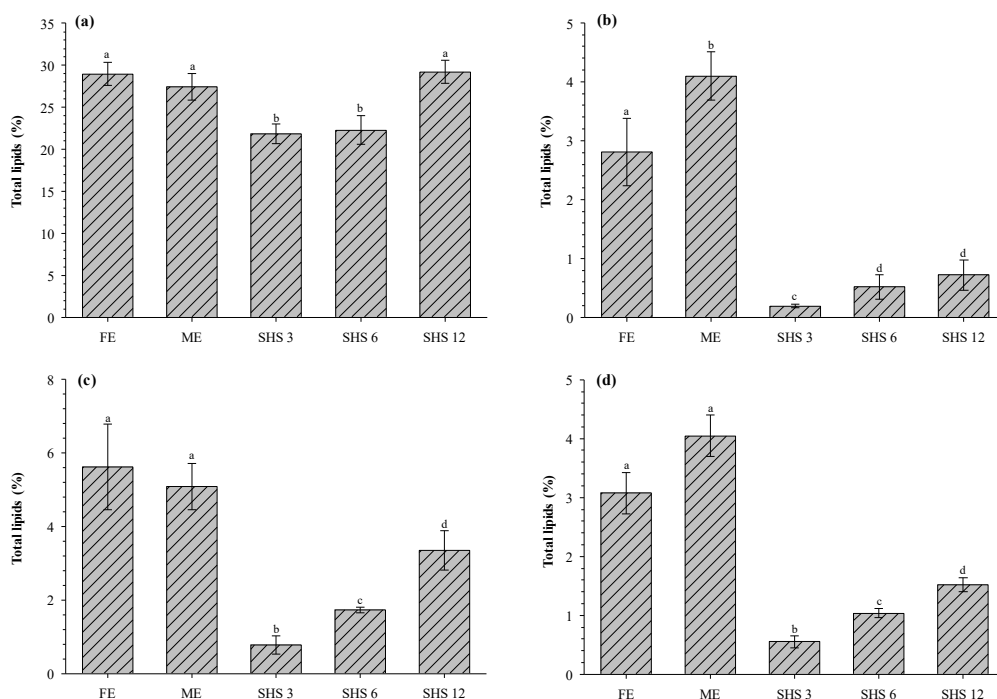 (a)
35
30
25
20
15
10
5
0
Total lipids (%)
a
a
b
b
a
FE ME SHS 3 SHS 6 SHS 12
(b)
5
4
3
2
1
0
Total lipids (%)
a
b
c
d
d
FE ME SHS 3 SHS 6 SHS 12
(c)
8
6
4
2
0
Total lipids (%)
a
a
b
c
d
FE ME SHS 3 SHS 6 SHS 12
(d)
5
4
3
2
1
0
Total lipids (%)
a
a
b
c
d
FE ME SHS 3 SHS 6 SHS 12